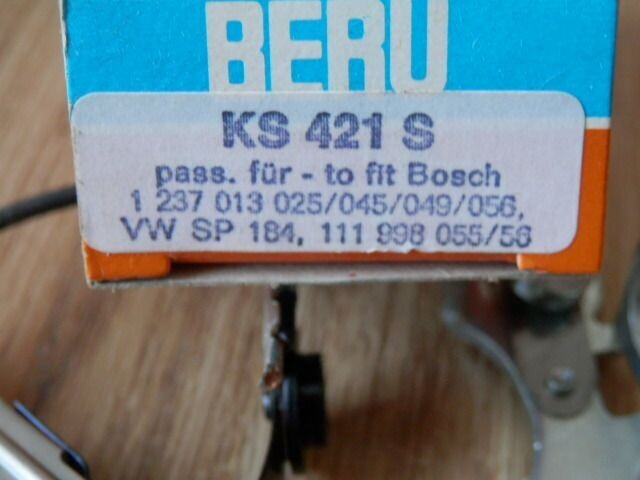 BERU
KS 421 S
pass. für - to fit Bosch
1 237 013 025/045/049/056,
VW SP 184, 111 998 055/56